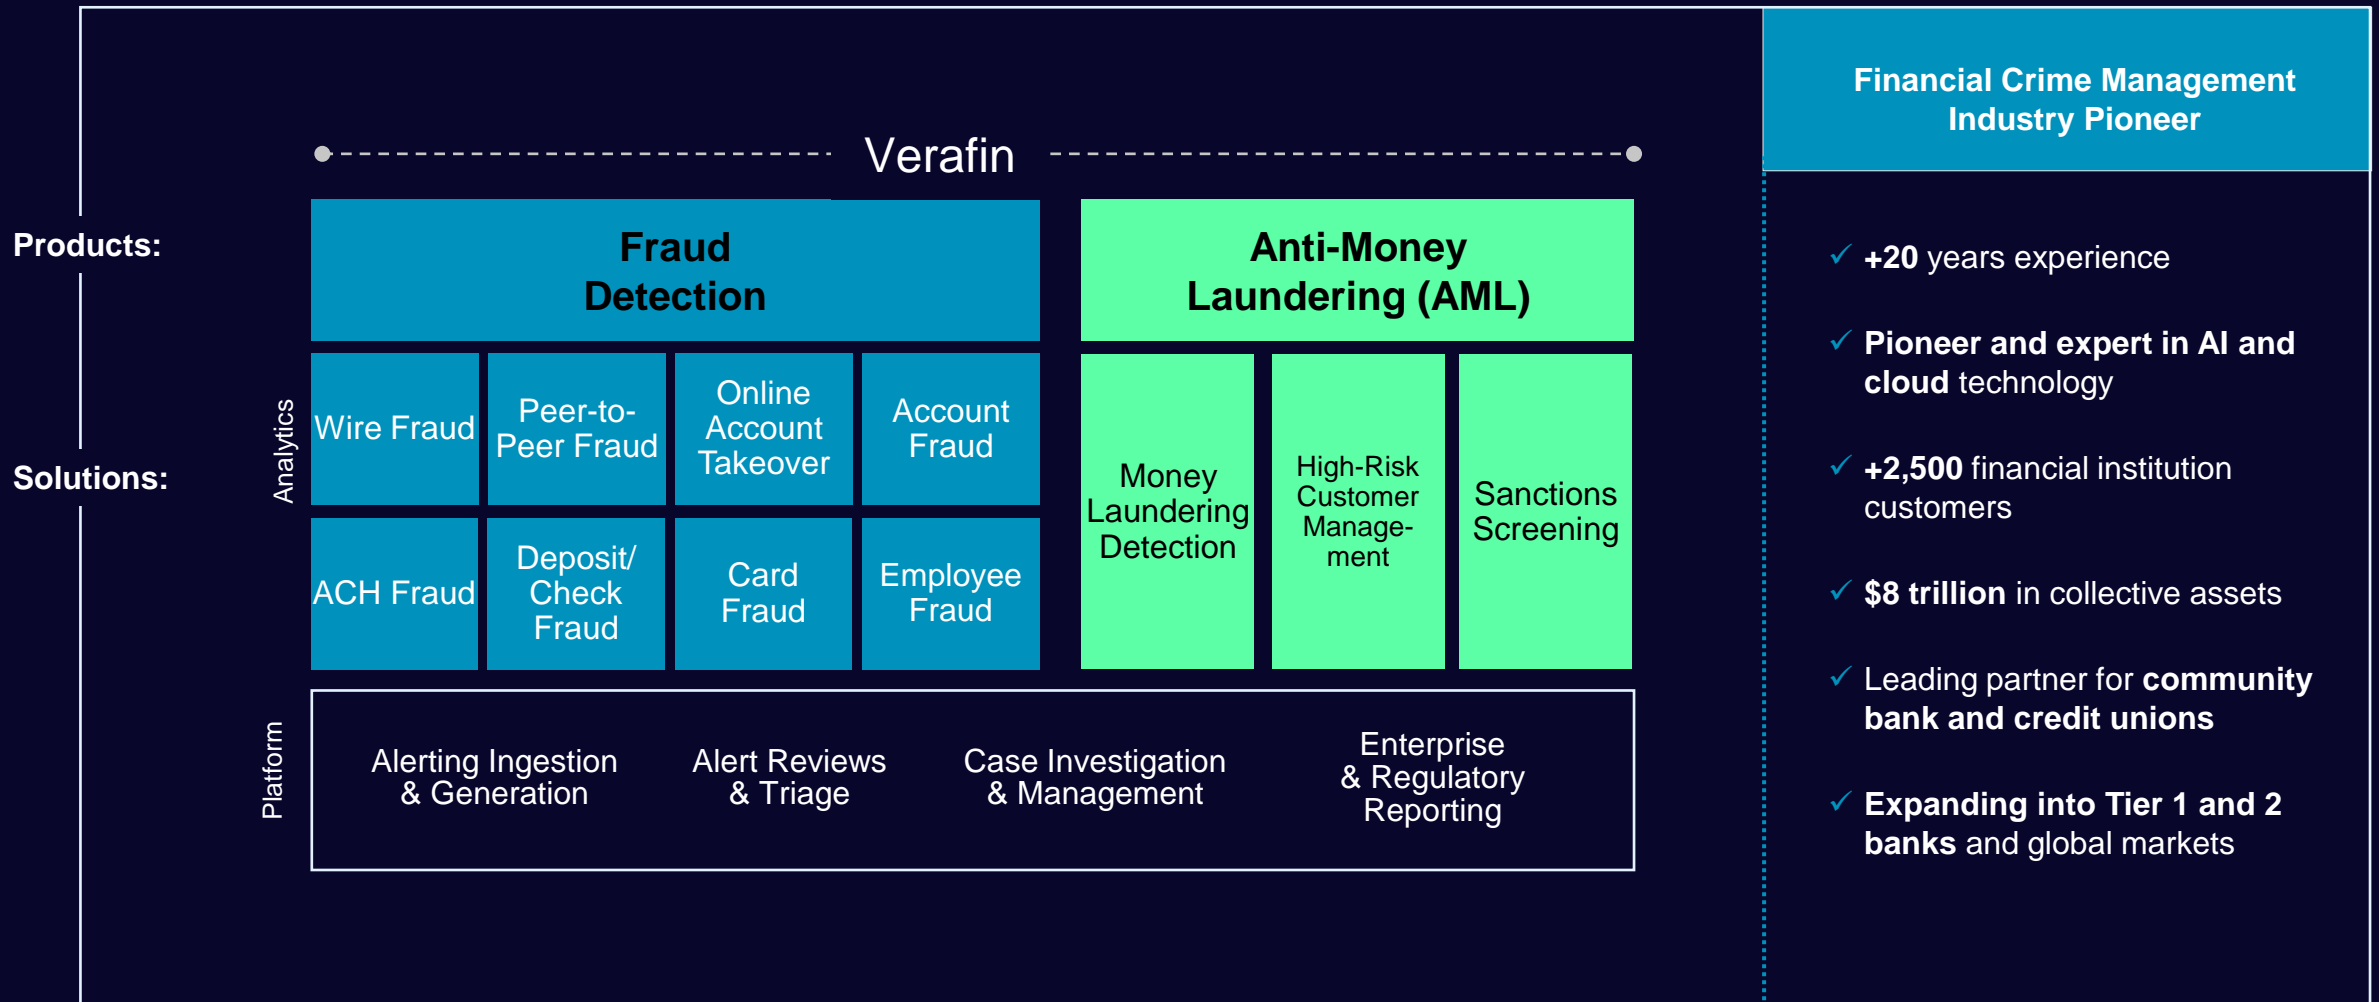 Verafin
Products:
Fraud
Detection
Anti-Money
Laundering (AML)
Solutions:
Analytics
Wire Fraud
Peer-to-
Peer Fraud
Online
Account
Takeover
Account
Fraud
ACH Fraud
Deposit/
Check
Fraud
Card
Fraud
Employee
Fraud
Money
Laundering
Detection
High-Risk
Customer
Manage-
ment
Sanctions
Screening
Platform
Alerting Ingestion
& Generation
Alert Reviews
& Triage
Case Investigation
& Management
Enterprise
& Regulatory
Reporting
Financial Crime Management
Industry Pioneer
✓ +20 years experience
✓ Pioneer and expert in AI and
cloud technology
✓ +2,500 financial institution
customers
✓ $8 trillion in collective assets
✓ Leading partner for community
bank and credit unions
✓ Expanding into Tier 1 and 2
banks and global markets